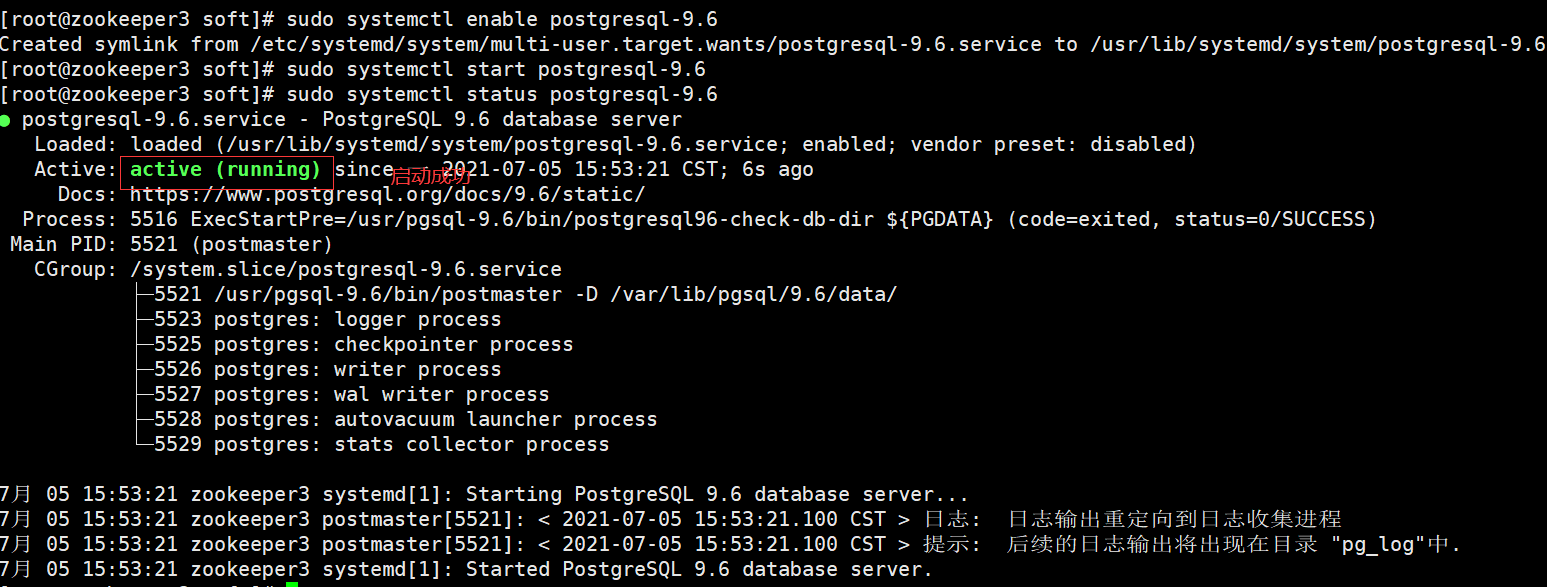 [root@zookeeper3 soft]# sudo systemctl enable postgresql-9.6
Created symlink from /etc/systemd/system/multi-user.target.wants/postgresql-9.6.service to /usr/lib/systemd/system/postgresql-9.6
[root@zookeeper3 soft]# sudo systemctl start postgresql-9.6
[root@zookeeper3 soft]# sudo systemctl status postgresql-9.6
● postgresql-9.6.service - PostgreSQL 9.6 database server
Loaded: loaded (/usr/lib/systemd/system/postgresql-9.6.service; enabled; vendor preset: disabled)
Active: active (running) since 2021-07-05 15:53:21 CST; 6s ago
启动成功
Docs: https://www.postgresql.org/docs/9.6/static/
Process: 5516 ExecStartPre=/usr/pgsql-9.6/bin/postgresql96-check-db-dir ${PGDATA} (code=exited, status=0/SUCCESS)
Main PID: 5521 (postmaster)
CGroup: /system.slice/postgresql-9.6.service
├─5521 /usr/pgsql-9.6/bin/postmaster -D /var/lib/pgsql/9.6/data/
├─5523 postgres: logger process
├─5525 postgres: checkpointer process
├─5526 postgres: writer process
├─5527 postgres: wal writer process
├─5528 postgres: autovacuum launcher process
└─5529 postgres: stats collector process
7月 05 15:53:21 zookeeper3 systemd[1]: Starting PostgreSQL 9.6 database server...
7月 05 15:53:21 zookeeper3 postmaster[5521]: < 2021-07-05 15:53:21.100 CST > 日志: 日志输出重定向到日志收集进程
7月 05 15:53:21 zookeeper3 postmaster[5521]: < 2021-07-05 15:53:21.100 CST > 提示: 后续的日志输出将出现在目录 "pg_log"中.
7月 05 15:53:21 zookeeper3 systemd[1]: Started PostgreSQL 9.6 database server.